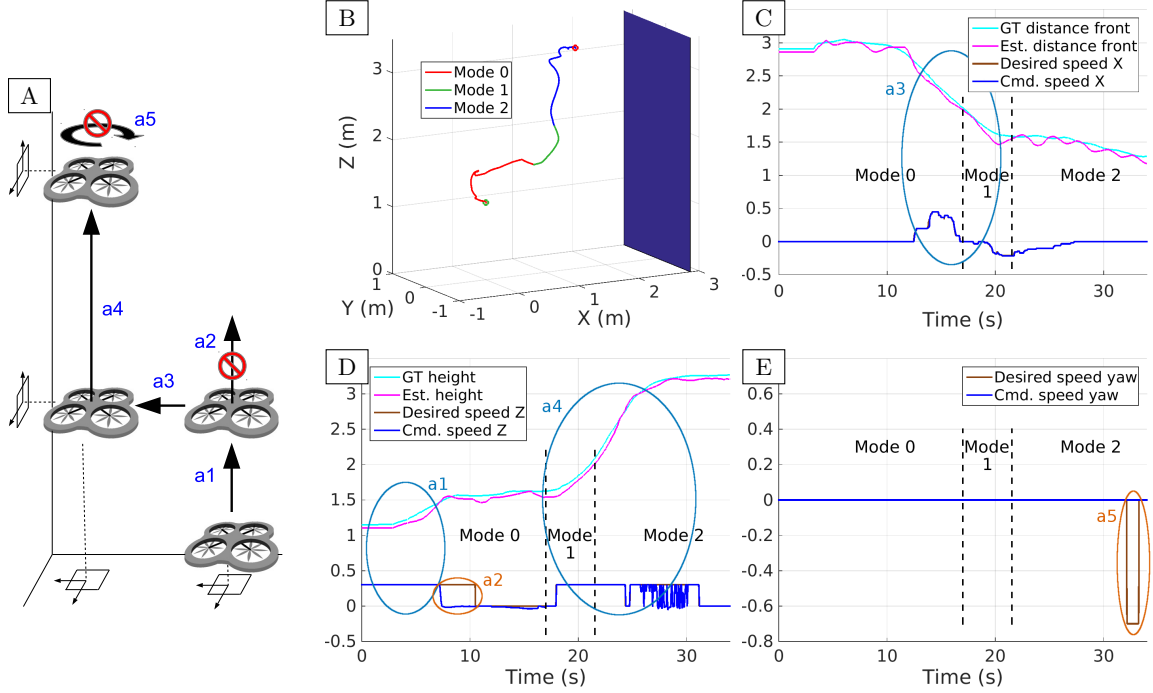 A
a5
a4
a2
a3
a1
B
Mode 0
Mode 1
Mode 2
3
2
1
0
Z (m)
1
0
-1
Y (m)
-1
0
1
2
3
X (m)
C
GT distance front
Est. distance front
Desired speed X
Cmd. speed X
a3
Mode 0
Mode
1
Mode 2
3
2.5
2
1.5
1
0.5
0
-0.5
0
10
20
30
Time (s)
D
GT height
Est. height
Desired speed Z
Cmd. speed Z
a4
a1
a2
Mode 0
Mode
1
Mode 2
3.5
3
2.5
2
1.5
1
0.5
0
-0.5
0
10
20
30
Time (s)
E
Desired speed yaw
Cmd. speed yaw
Mode 0
Mode
1
Mode 2
a5
0.6
0.4
0.2
0
-0.2
-0.4
-0.6
-0.8
0
10
20
30
Time (s)